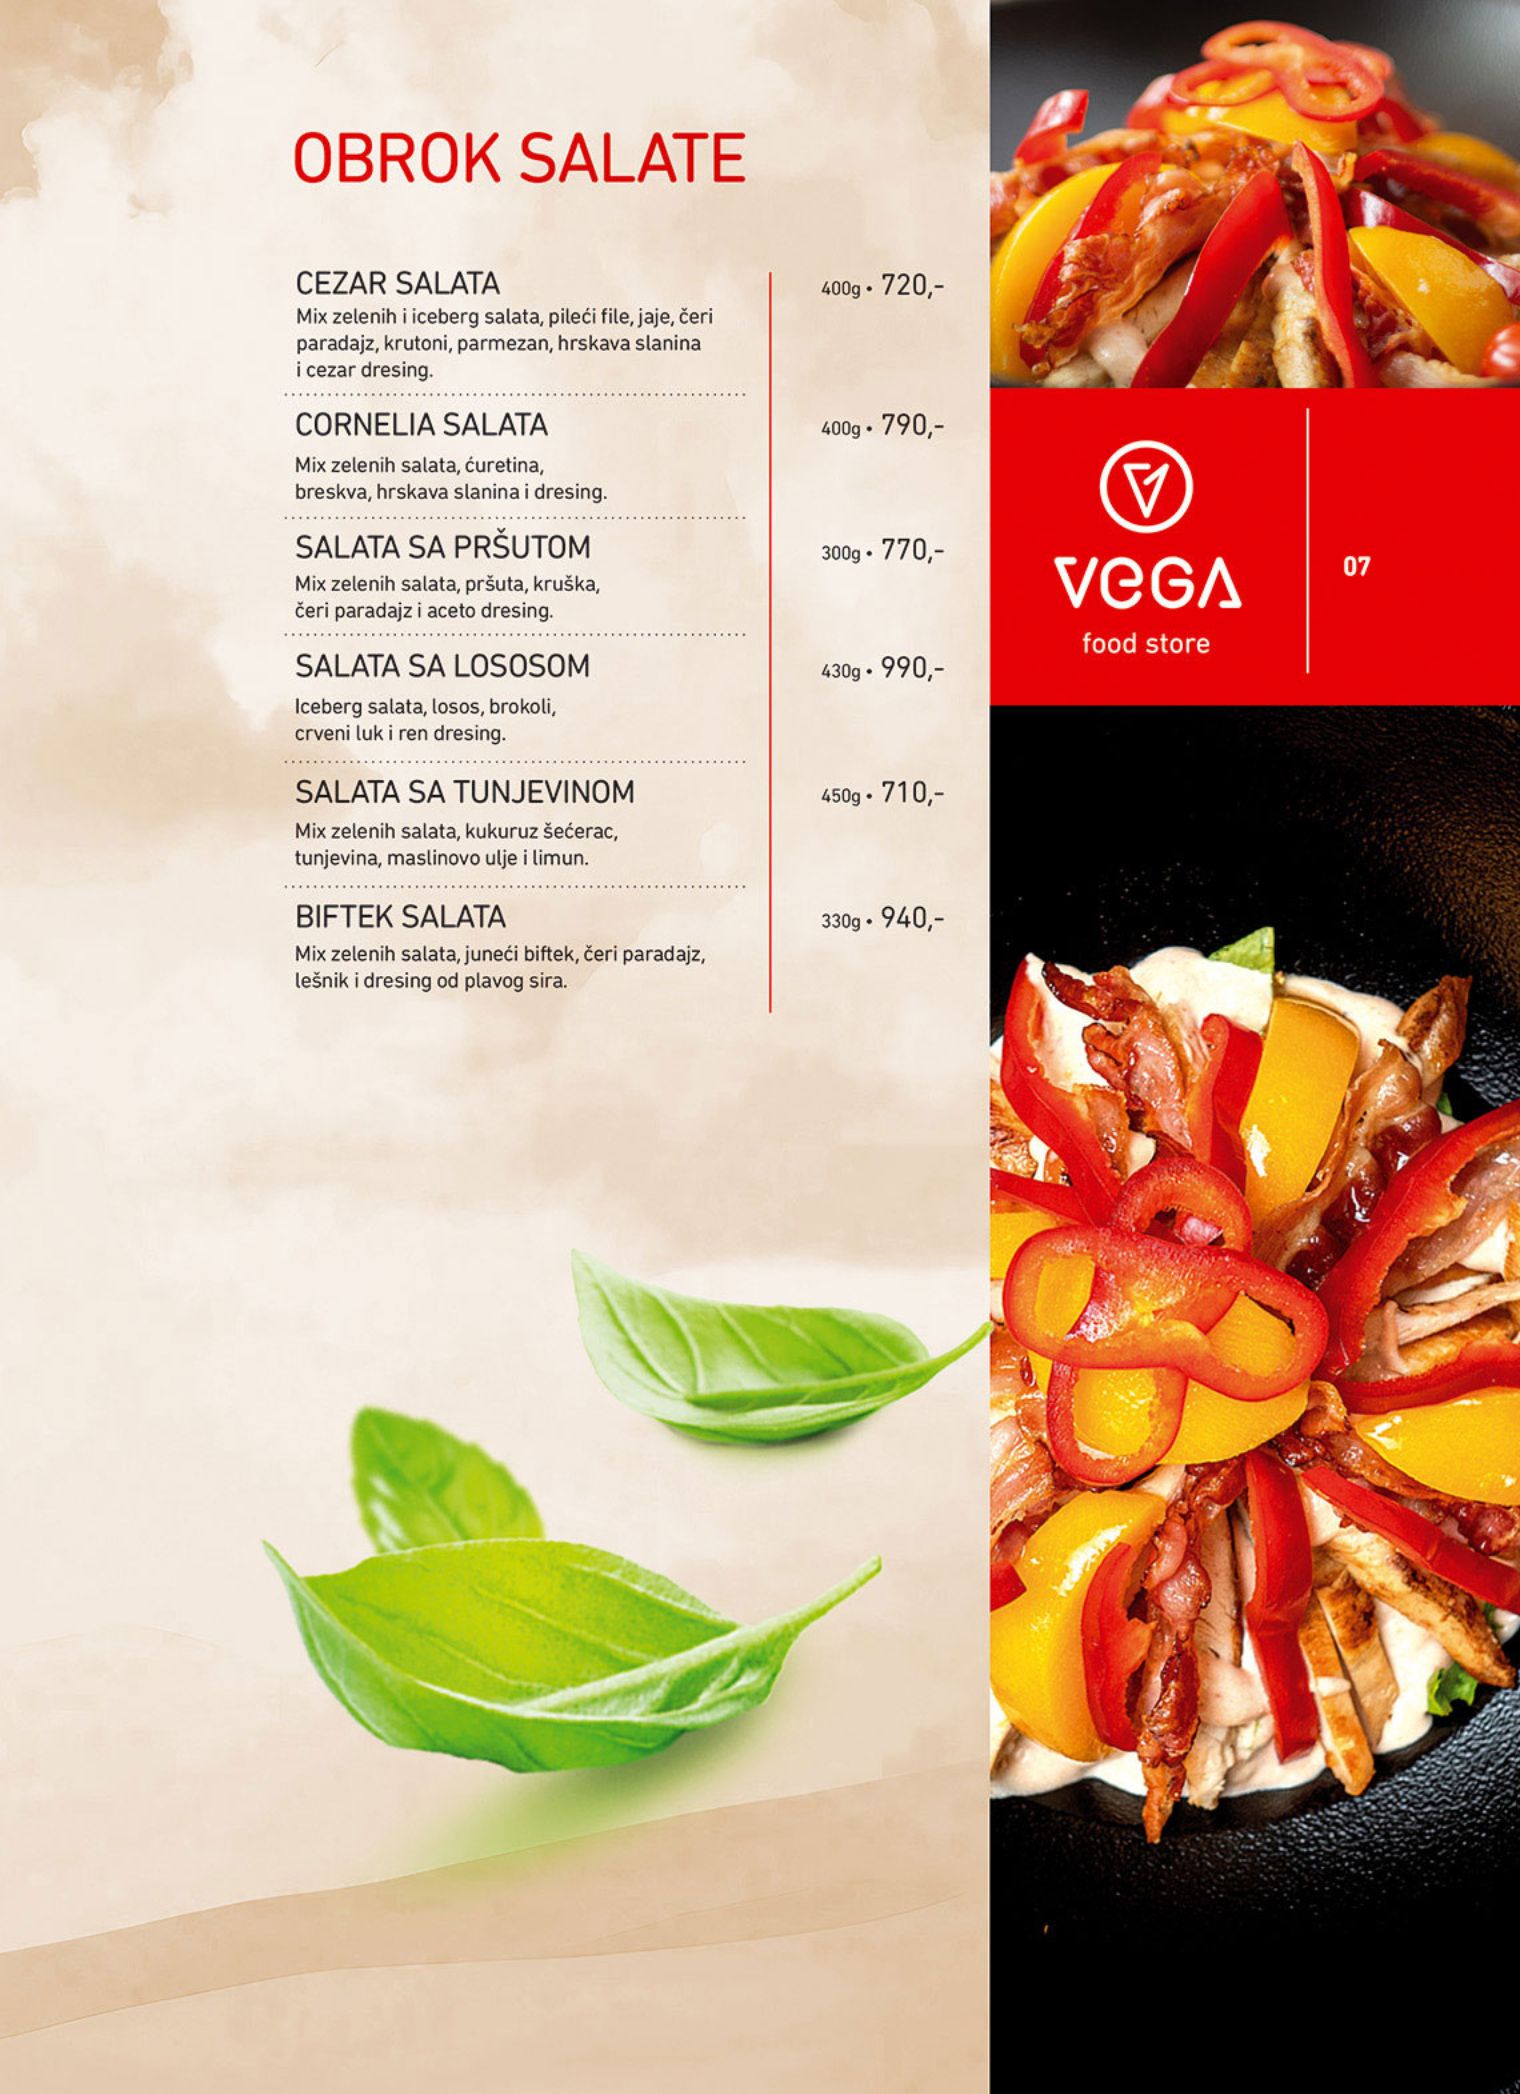 OBROK SALATE
CEZAR SALATA
400g • 720,-
Mix zelenih i iceberg salata, pileći file, jaje, čeri
paradajz, krutoni, parmezan, hrskava slanina
i cezar dresing.
CORNELIA SALATA
400g • 790,-
Mix zelenih salata, ćuretina,
breskva, hrskava slanina i dresing.
SALATA SA PRŠUTOM
300g • 770,-
Mix zelenih salata, pršuta, kruška,
čeri paradajz i aceto dresing.
SALATA SA LOSOSOM
430g • 990,-
Iceberg salata, losos, brokoli,
crveni luk i ren dresing.
SALATA SA TUNJEVINOM
450g • 710,-
Mix zelenih salata, kukuruz šećerac,
tunjevina, maslinovo ulje i limun.
BIFTEK SALATA
330g • 940,-
Mix zelenih salata, juneći biftek, čeri paradajz,
lešnik i dresing od plavog sira.
VeGA
food store
07